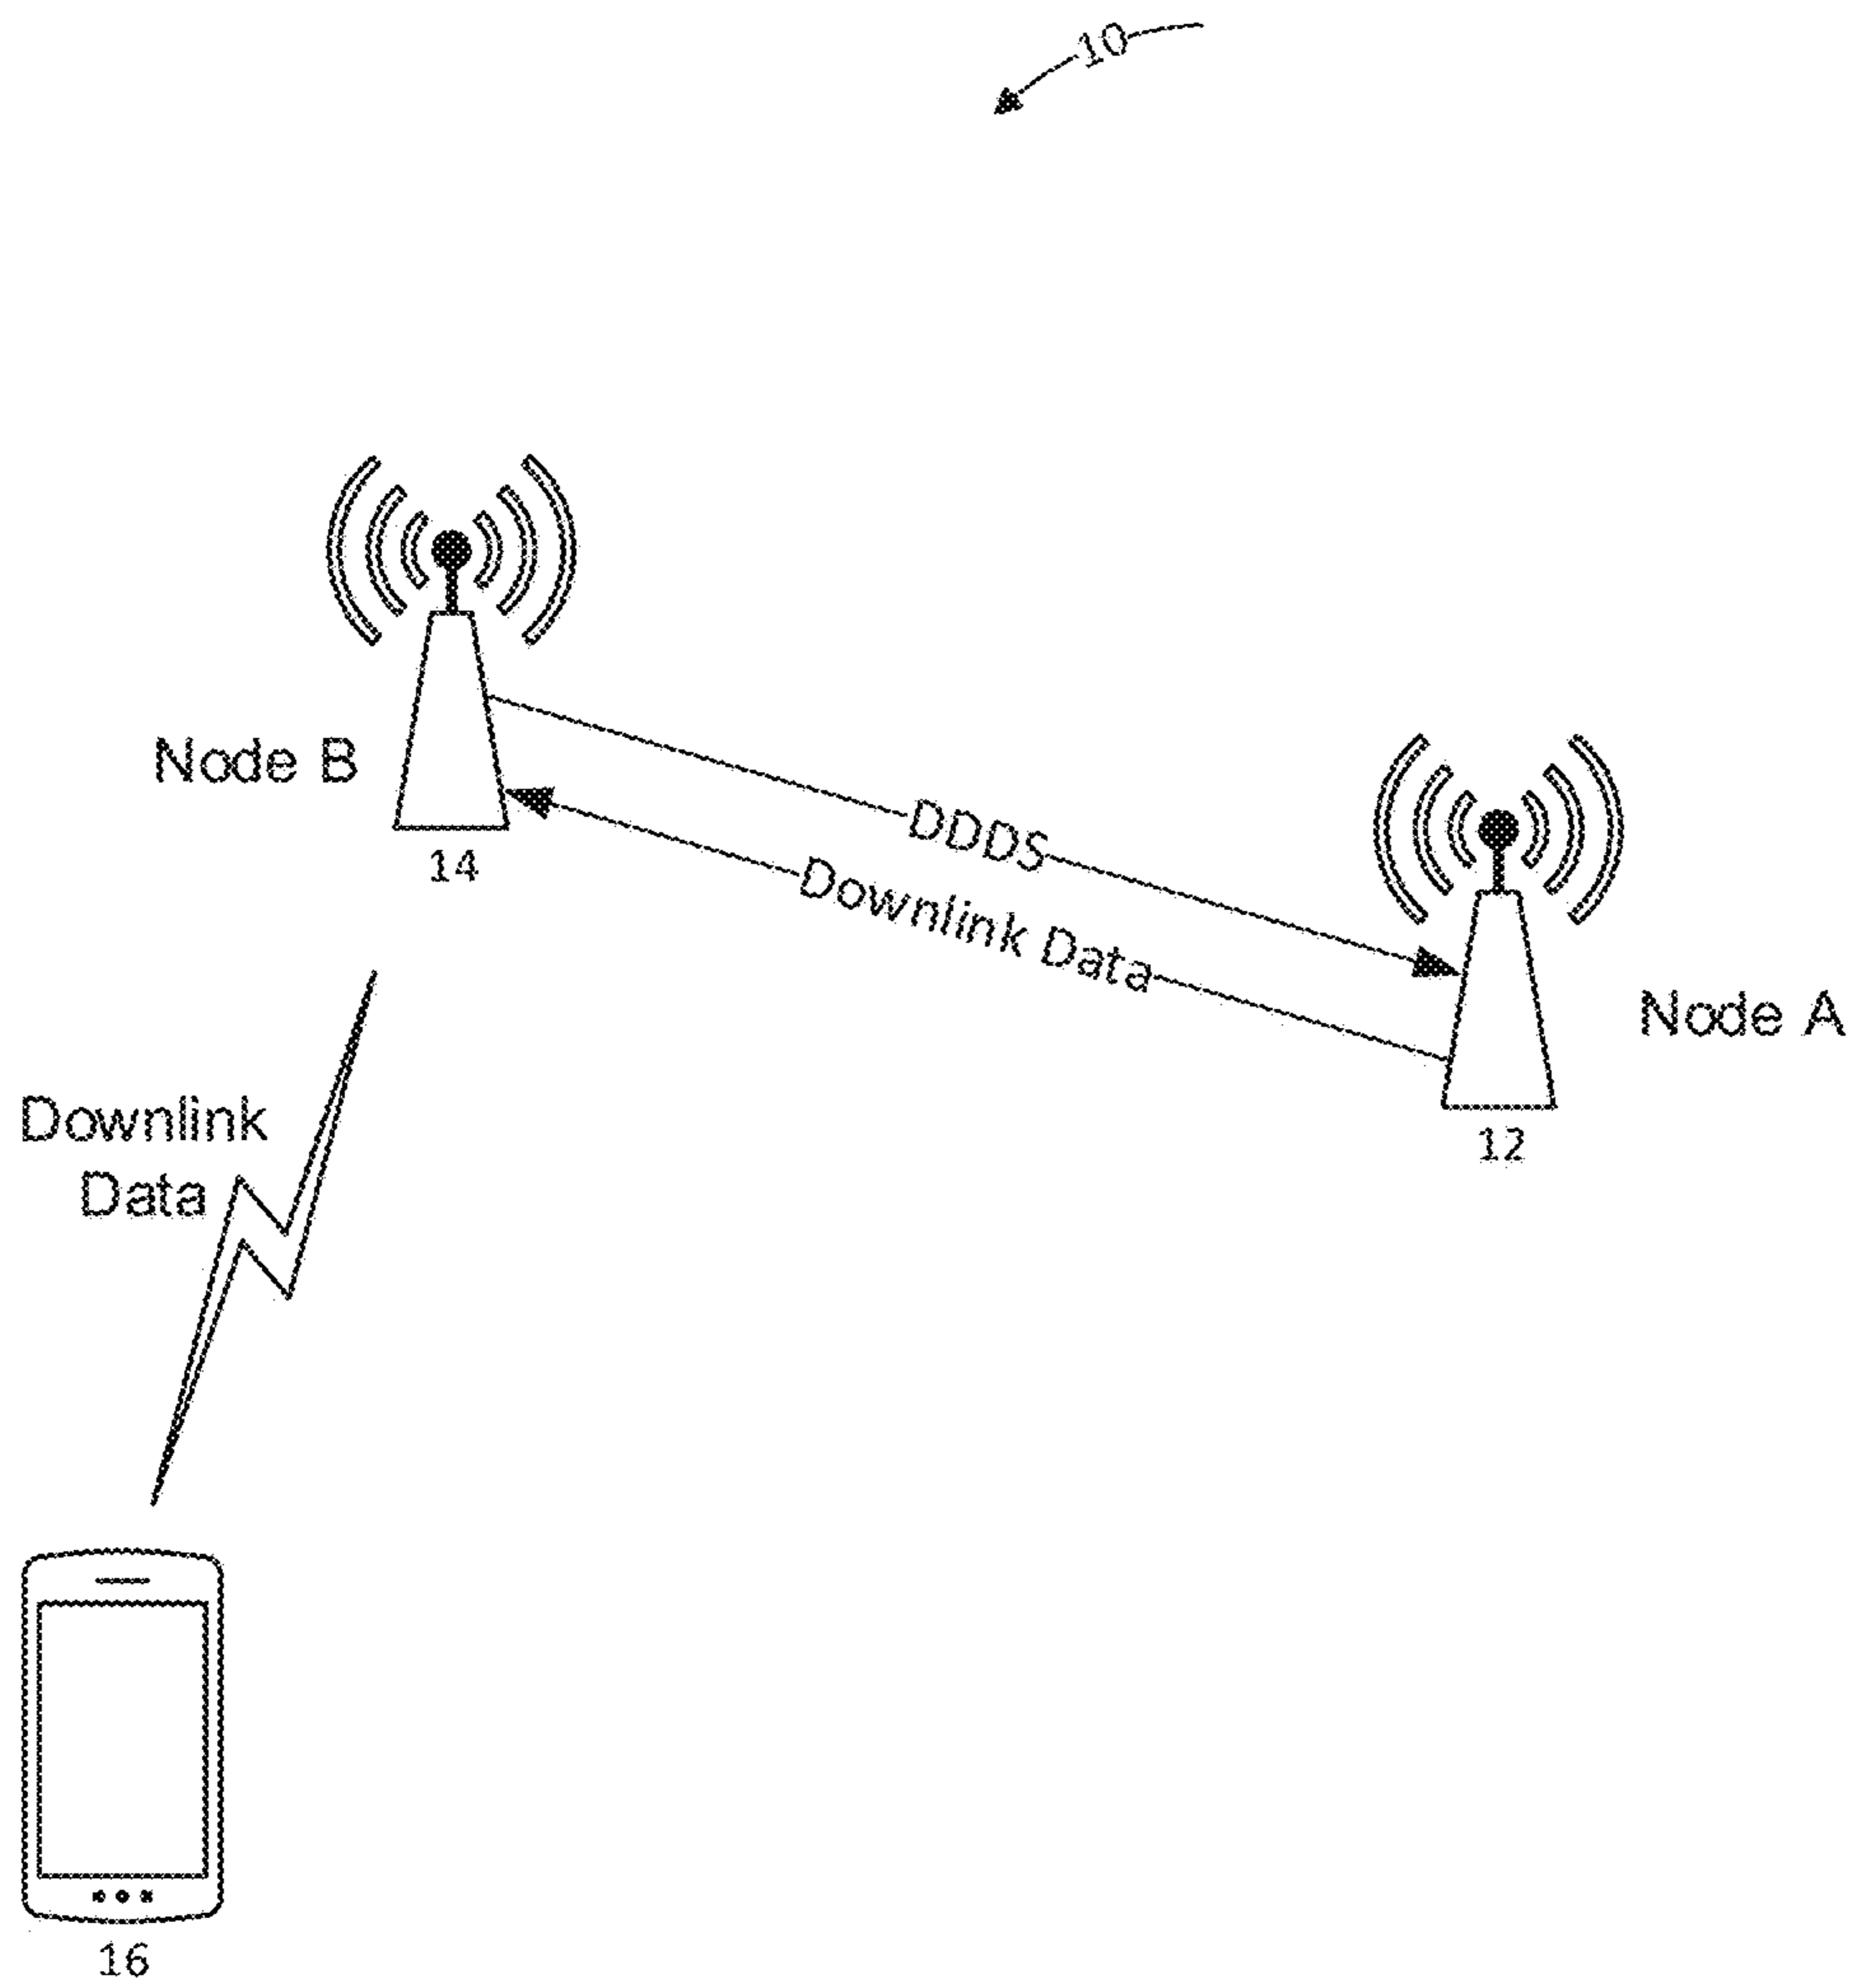 10
Node B
14
DDDS
Downlink Data
Node A
12
Downlink
Data
16